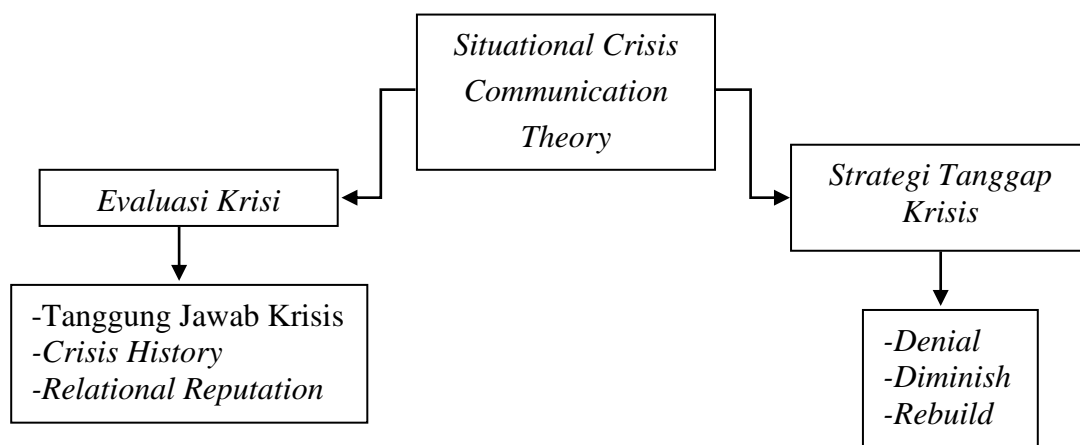 Situational Crisis
Communication
Theory
Evaluasi Krisi
Strategi Tanggap
Krisis
-Tanggung Jawab Krisis
-Crisis History
-Relational Reputation
-Denial
-Diminish
-Rebuild